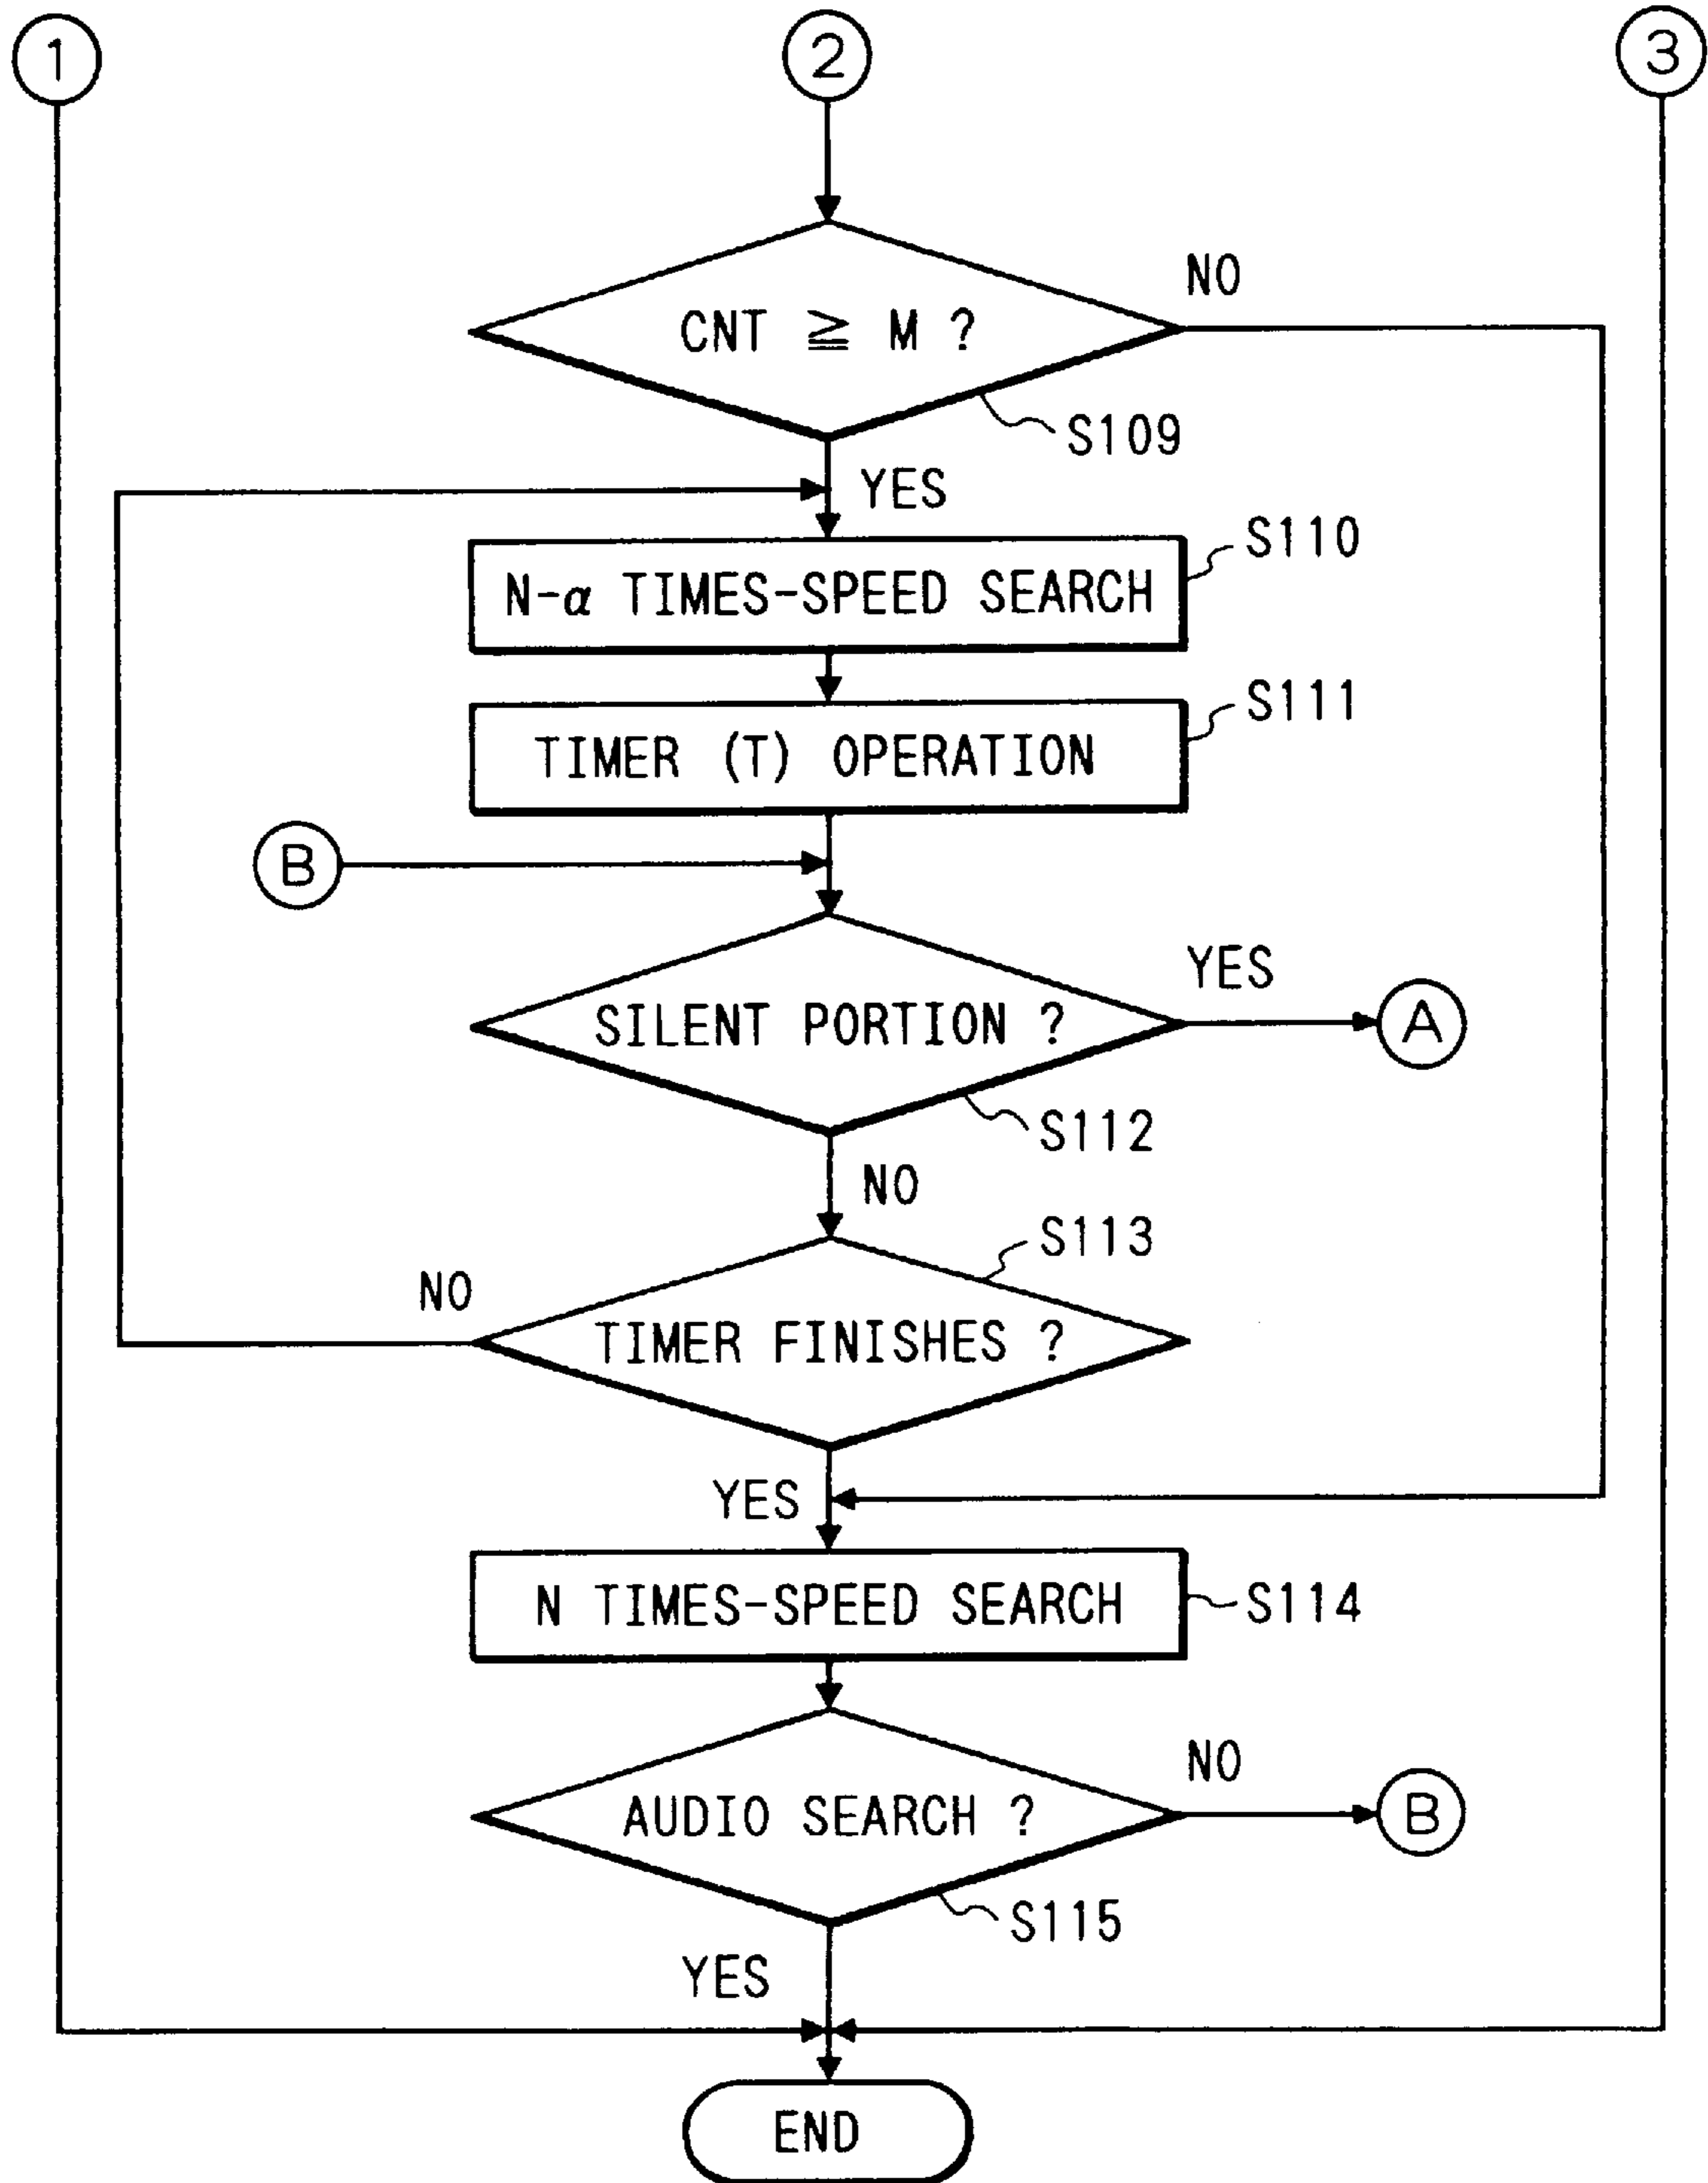 1
2
3
CNT ≧ M ?
NO
S109
YES
S110
N-α TIMES-SPEED SEARCH
S111
TIMER (T) OPERATION
B
YES
SILENT PORTION ?
A
S112
NO
S113
NO
TIMER FINISHES ?
YES
N TIMES-SPEED SEARCH
S114
NO
AUDIO SEARCH ?
B
S115
YES
END